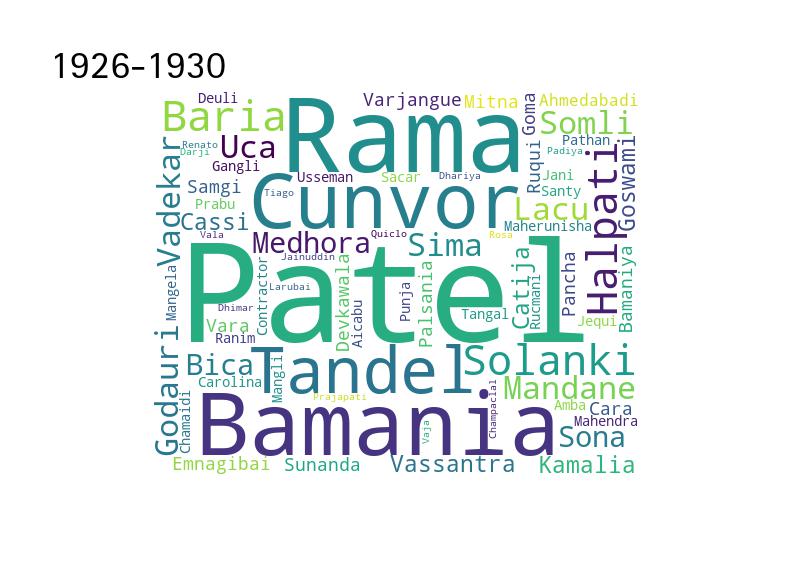 1926-1930
Deuli
Varjangue
Mitna
Ahmedabadi
Baria
Rama
Goma
Somli
Renato
Darji
Uca
Pathan
Padiya
Gangli
Goswami
Vadekar
Halpati
Samgi
Usseman
Sacar
Dhariya
Ruqui
Jani
Santy
Prabu
Tiago
Cunvor
Lacu
Cassi
Maherunisha
Vala
Medhora
Quiclo
Sima
Rosa
Patel
Jainuddin
Mangela
Contractor
Larubai
Devkawala
Aicabu
Punja
Palsania
Catija
Rucmani
Pancha
Bamaniya
Dhimar
Vara
Tangal
Jequi
Ranim
Godauri
Bica
Tandel
Solanki
Carolina
Mangli
Mandane
Chamaidi
Prajapati
Champaclal
Amba
Cara
Bamania
Vaja
Mahendra
Sona
Emnagibai
Sunanda
Vassantra
Kamalia